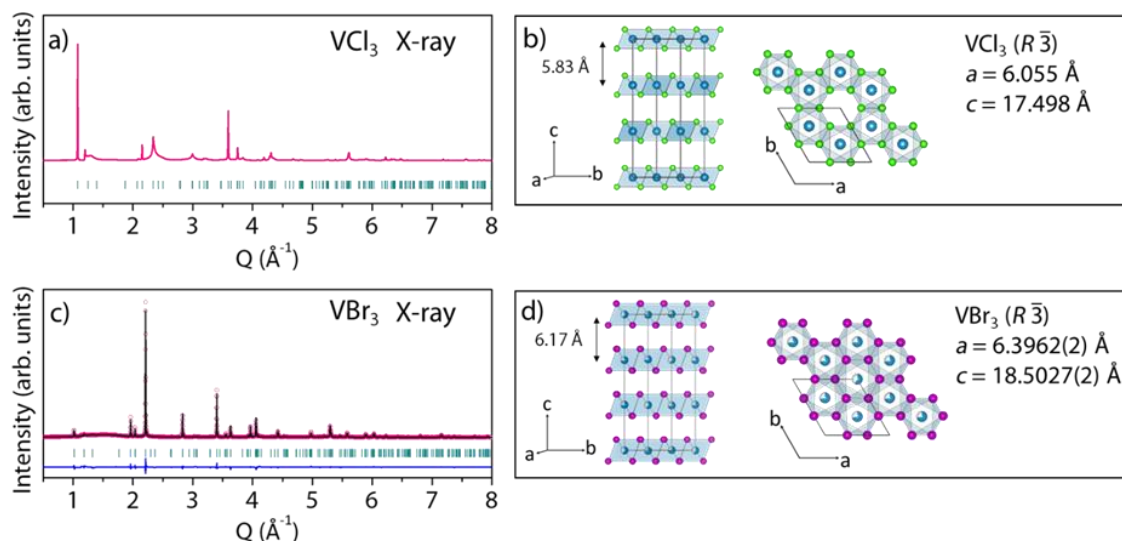 a)
VCl3 X-ray
Intensity (arb. units)
1 2 3 4 5 6 7 8
Q (Å-1)
b)
5.83 Å
c
a
b
b
a
VCl3 (R 3̅)
a = 6.055 Å
c = 17.498 Å
c)
VBr3 X-ray
Intensity (arb. units)
1 2 3 4 5 6 7 8
Q (Å-1)
d)
6.17 Å
c
a
b
b
a
VBr3 (R 3̅)
a = 6.3962(2) Å
c = 18.5027(2) Å